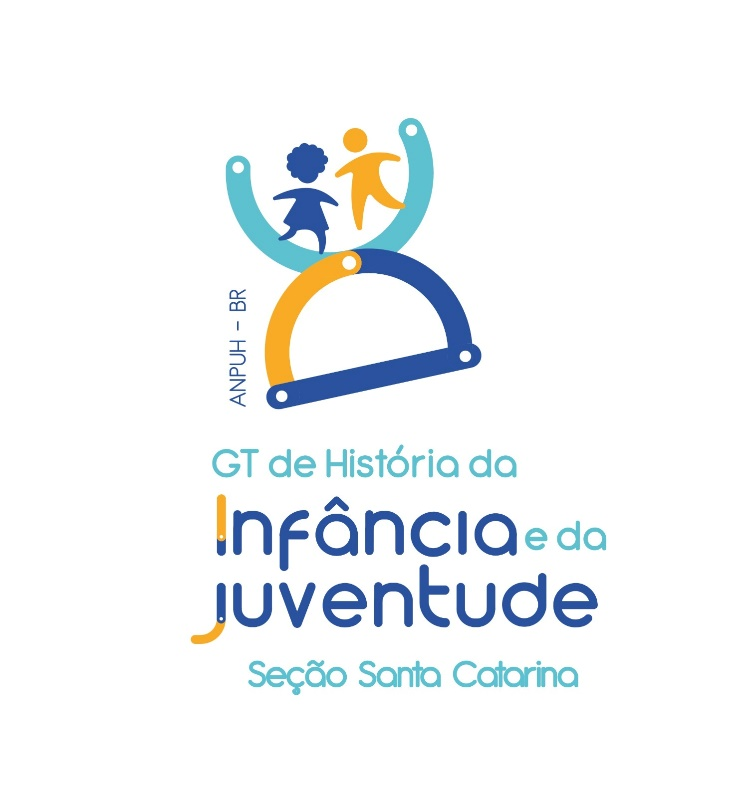 ANPUH - BR
GT de História da
Infância e da
juventude
Seção Santa Catarina